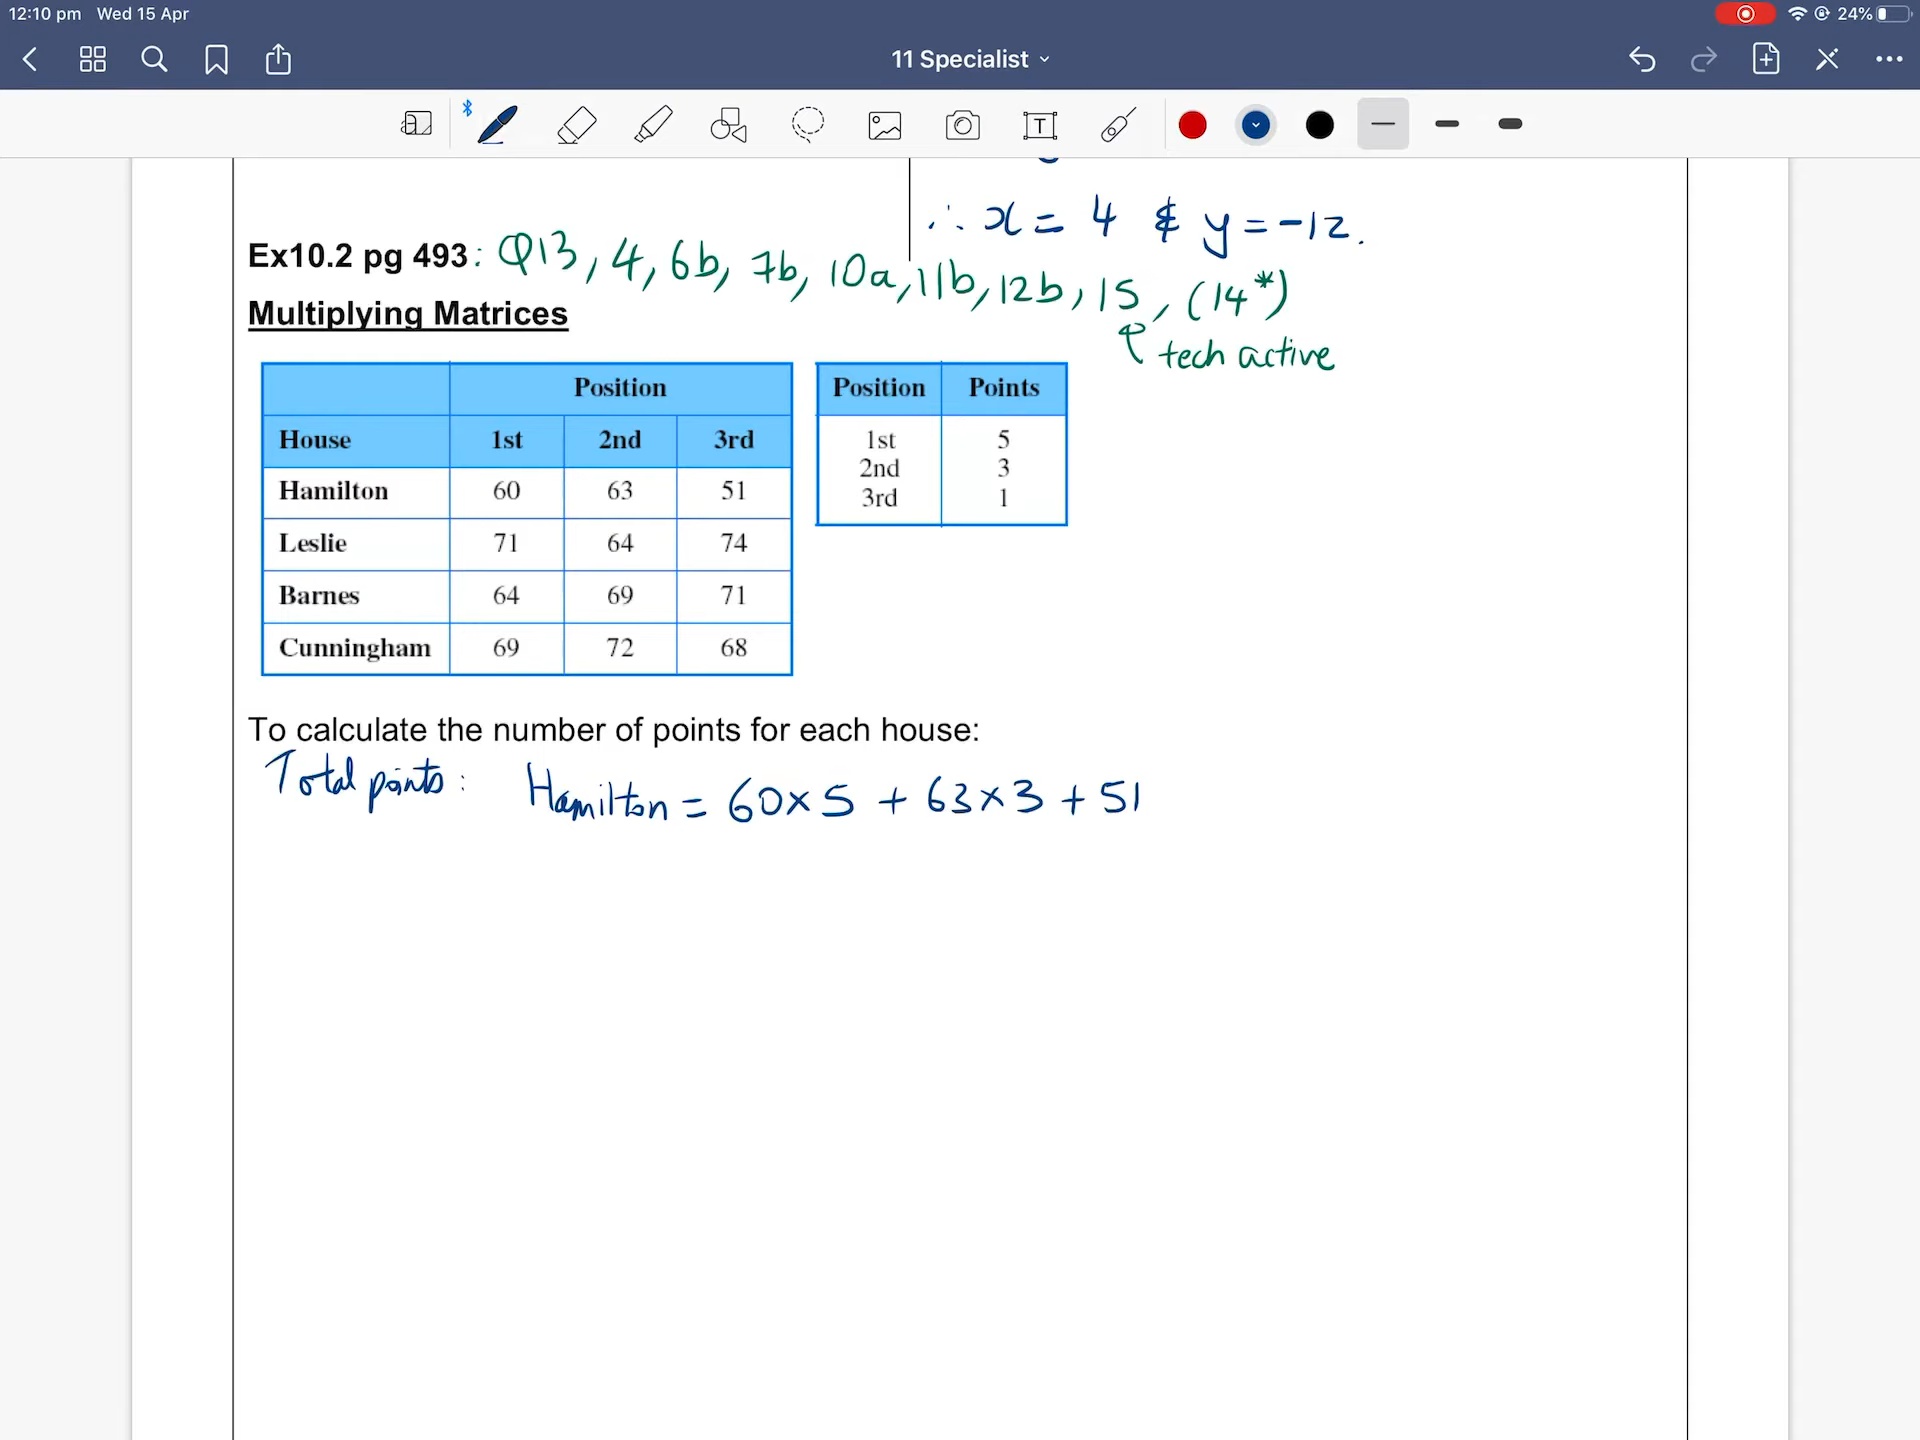 12:10 pm Wed 15 Apr
24%
11 Specialist
∴ x = 4 & y = -12.
Ex10.2 pg 493: Q13, 4, 6b, 7b, 10a, 11b, 12b, 15, (14*)
tech active
Multiplying Matrices
Position
House 1st 2nd 3rd
Hamilton 60 63 51
Leslie 71 64 74
Barnes 64 69 71
Cunningham 69 72 68
Position Points
1st 5
2nd 3
3rd 1
To calculate the number of points for each house:
Total points: Hamilton = 60×5 + 63×3 + 51